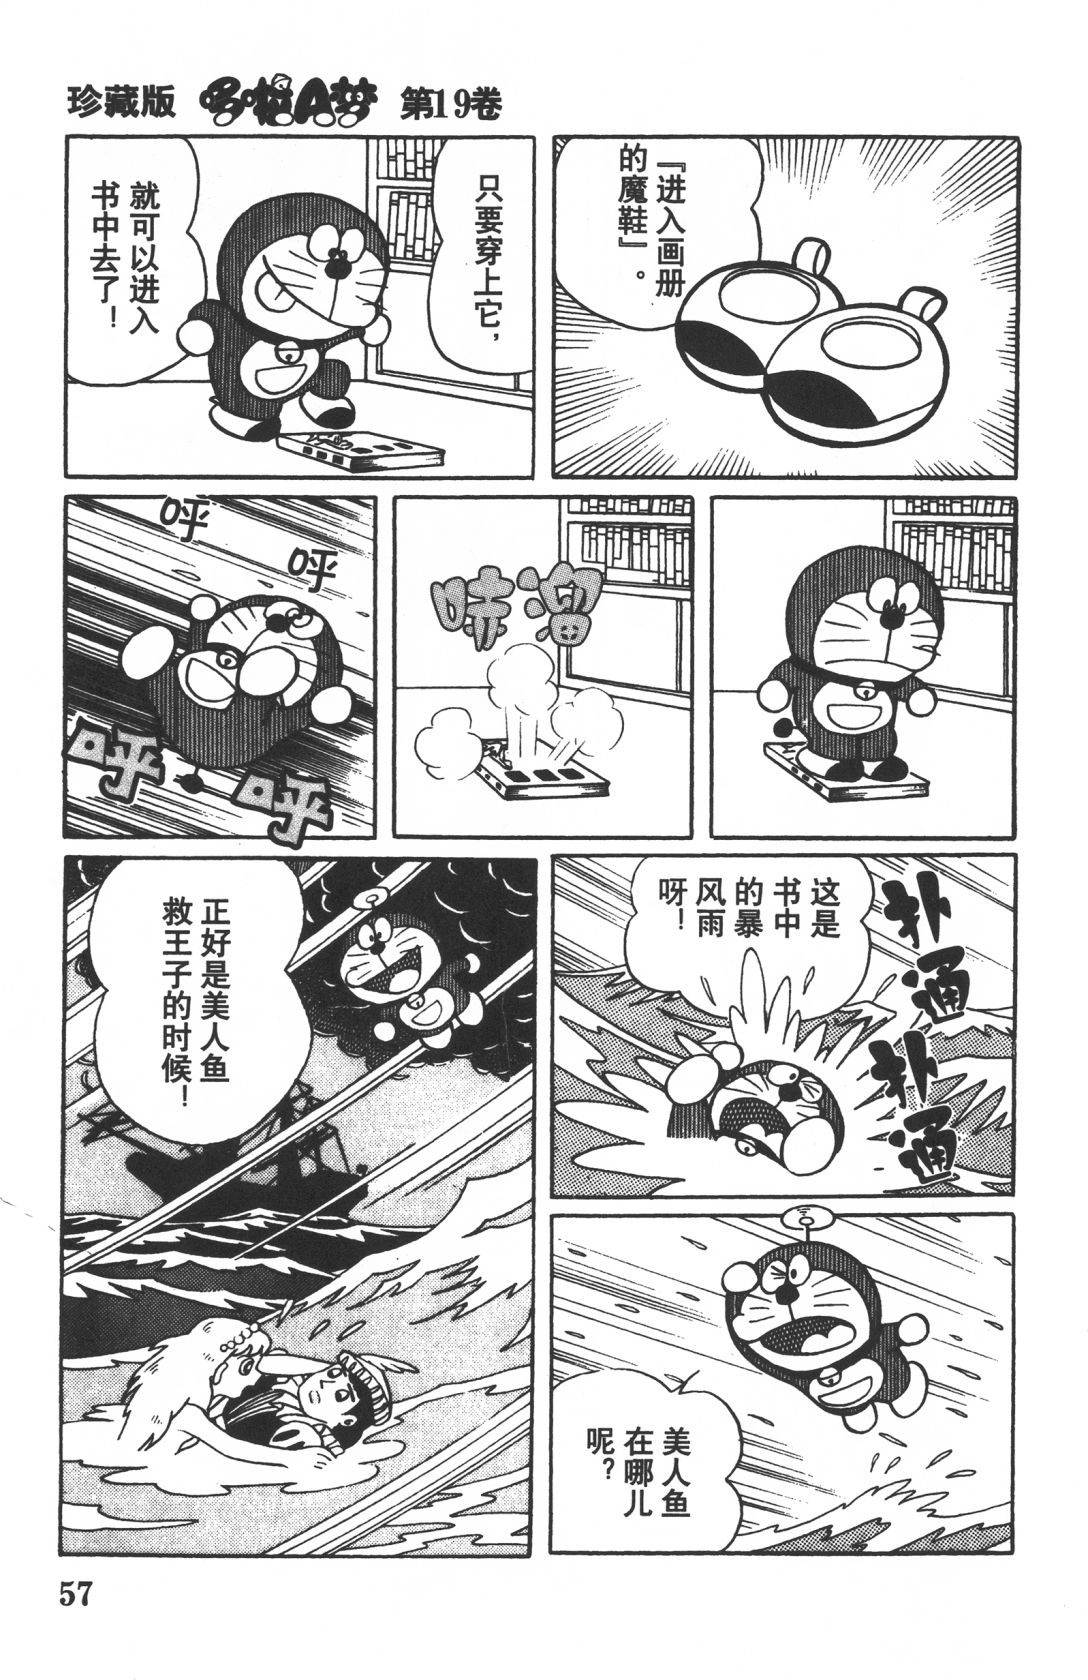 珍藏版 哆啦A梦 第19卷
『进入画册
的魔鞋』。
只要穿上它，
就可以进入
书中去了！
哧溜
呼
呼
呼
呼
这是
书中
的暴
风雨
呀！
扑通
扑通
美人鱼
在哪儿
呢？
正好是美人鱼
救王子的时候！
57